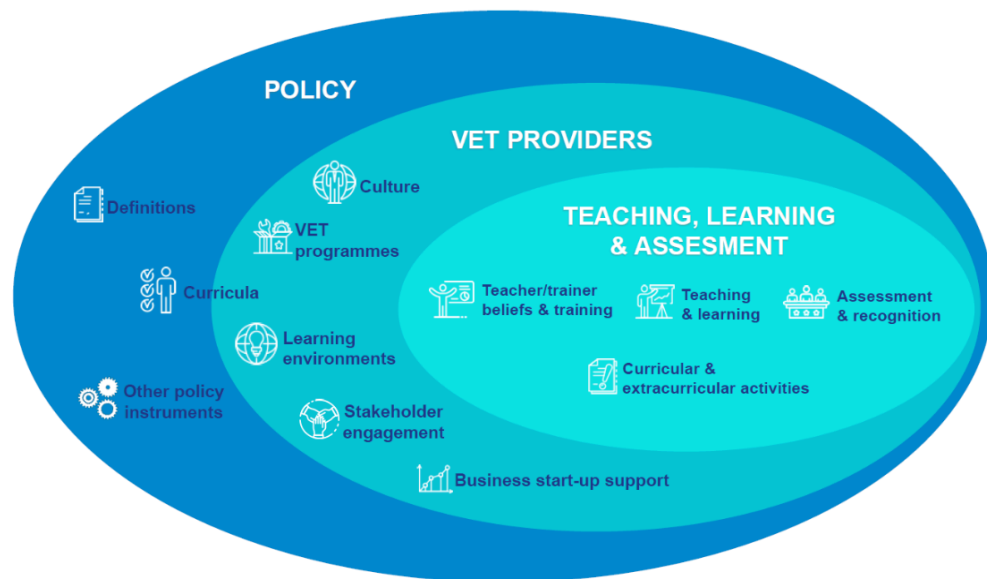 POLICY
Definitions
Curricula
Other policy
instruments
VET PROVIDERS
Culture
VET
programmes
Learning
environments
Stakeholder
engagement
Business start-up support
TEACHING, LEARNING
& ASSESMENT
Teacher/trainer
beliefs & training
Teaching
& learning
Assessment
& recognition
Curricular &
extracurricular activities